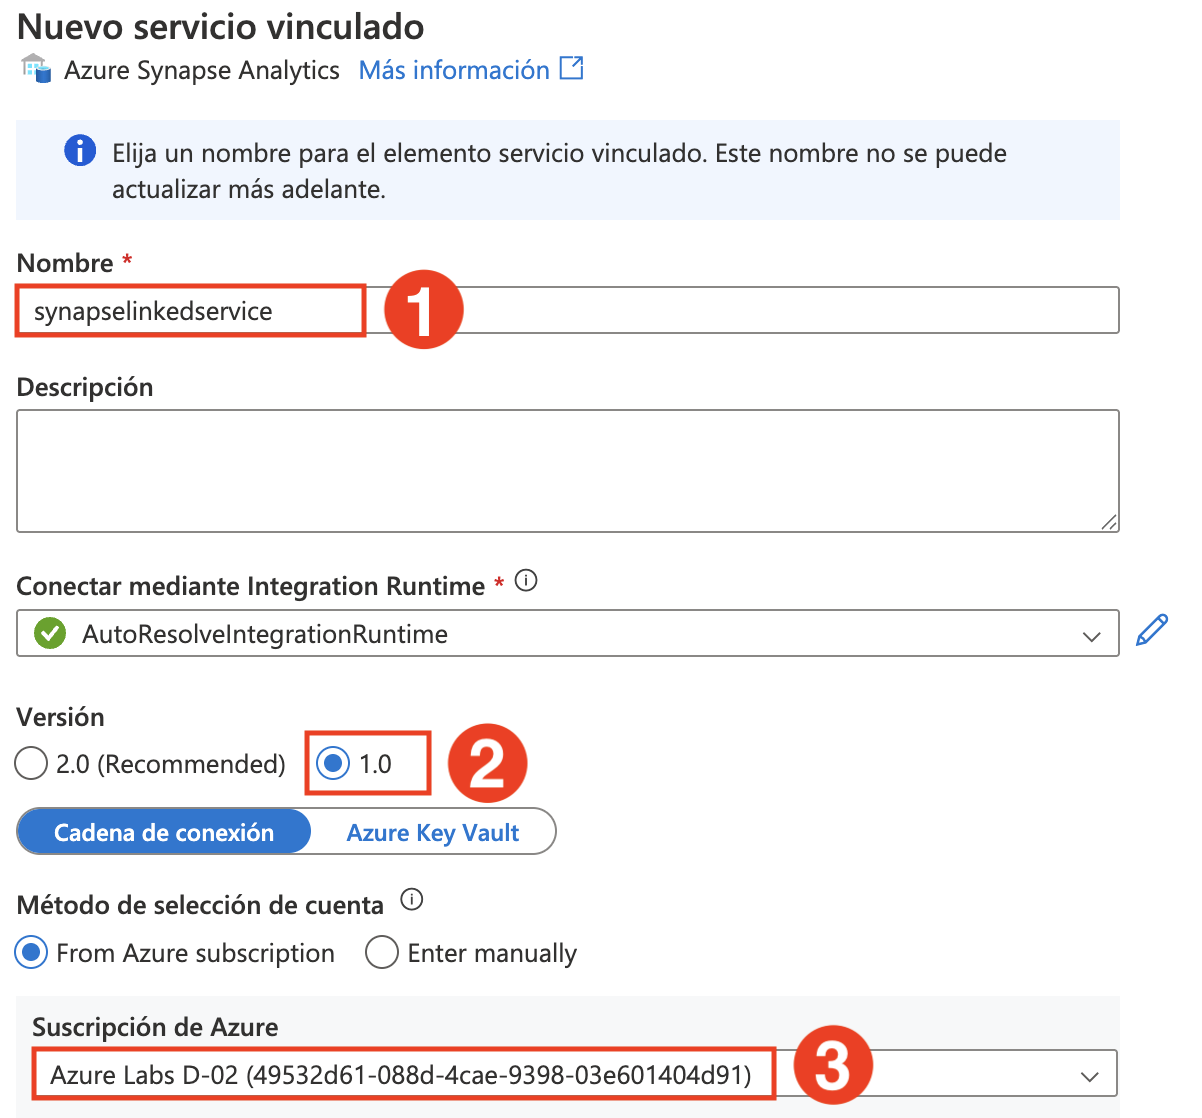 Nuevo servicio vinculado
Azure Synapse Analytics Más información
Elija un nombre para el elemento servicio vinculado. Este nombre no se puede
actualizar más adelante.
Nombre *
synapselinkedservice 1
Descripción
Conectar mediante Integration Runtime *
AutoResolveIntegrationRuntime
Versión
2.0 (Recommended) 1.0 2
Cadena de conexión Azure Key Vault
Método de selección de cuenta
From Azure subscription Enter manually
Suscripción de Azure
Azure Labs D-02 (49532d61-088d-4cae-9398-03e601404d91) 3